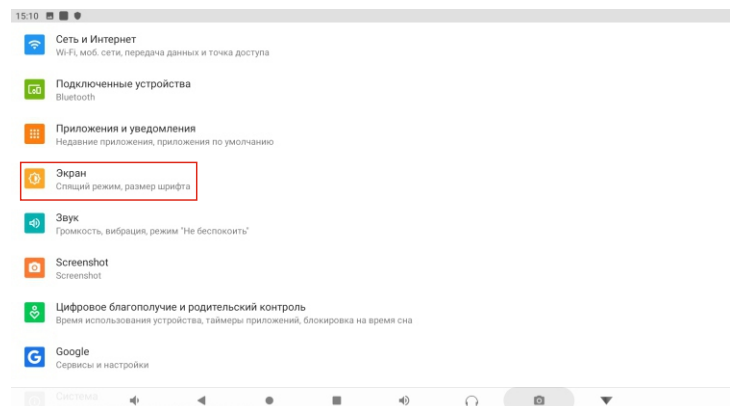 15:10
Сеть и Интернет
Wi-Fi, моб. сети, передача данных и точка доступа
Подключенные устройства
Bluetooth
Приложения и уведомления
Недавние приложения, приложения по умолчанию
Экран
Спящий режим, размер шрифта
Звук
Громкость, вибрация, режим "Не беспокоить"
Screenshot
Screenshot
Цифровое благополучие и родительский контроль
Время использования устройства, таймеры приложений, блокировка на время сна
Google
Сервисы и настройки
Система